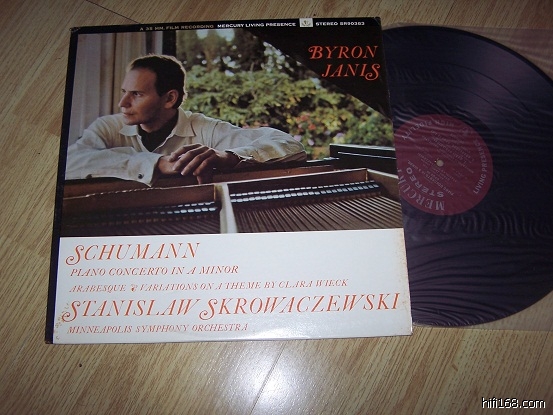 A 35 MM. FILM RECORDING MERCURY LIVING PRESENCE STEREO SR90383
BYRON
JANIS
SCHUMANN
PIANO CONCERTO IN A MINOR
ARABESQUE & VARIATIONS ON A THEME BY CLARA WIECK
STANISLAW SKROWACZEWSKI
MINNEAPOLIS SYMPHONY ORCHESTRA
MERCURY
STEREO
LIVING PRESENCE
hifi168.com